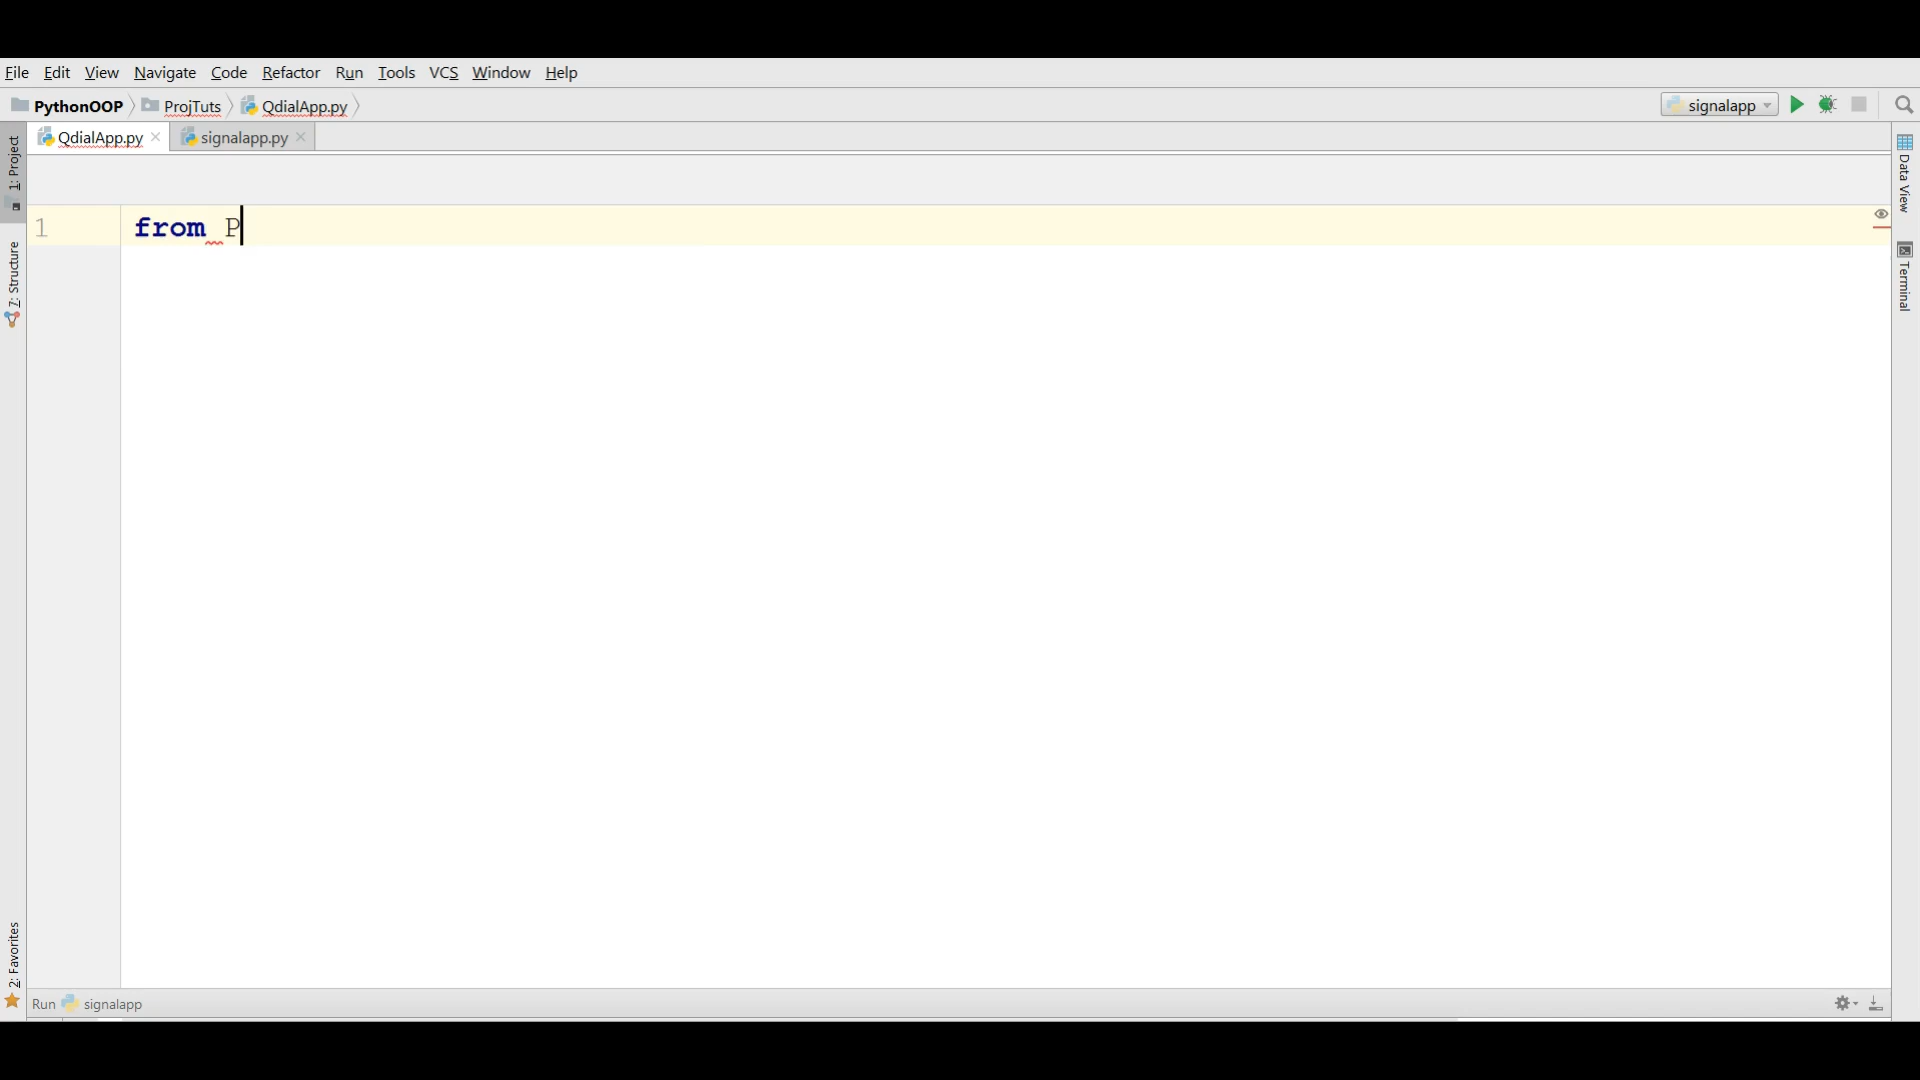 File Edit View Navigate Code Refactor Run Tools VCS Window Help
PythonOOP ProjTuts QdialApp.py signalapp
QdialApp.py signalapp.py
1: Project
7: Structure
2: Favorites
Data View
Terminal
1 from P
Run signalapp